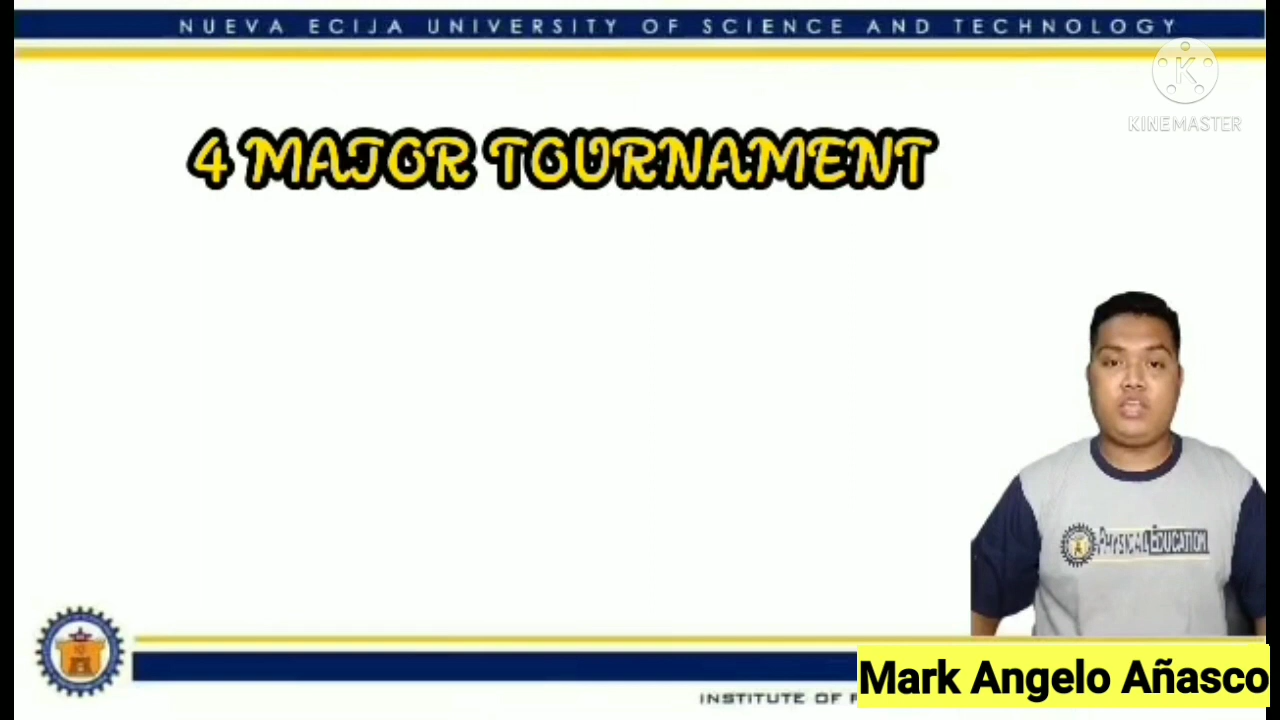 NUEVA ECIJA UNIVERSITY OF SCIENCE AND TECHNOLOGY
KINEMASTER
4 MAJOR TOURNAMENT
PHYSICAL EDUCATION
Mark Angelo Añasco
INSTITUTE OF